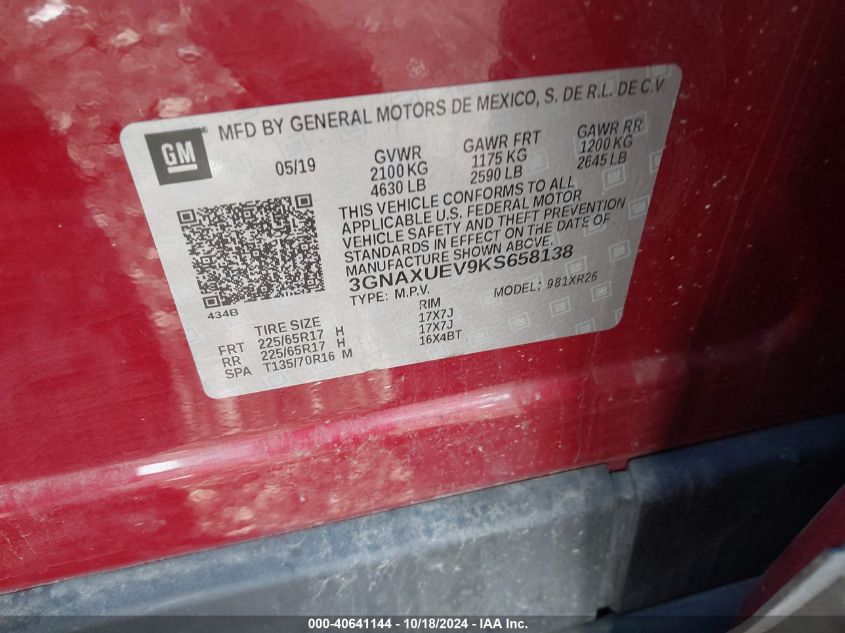 GM
MFD BY GENERAL MOTORS DE MEXICO, S. DE R.L. DE C.V
05/19 GVWR GAWR FRT GAWR RR
2100 KG 1175 KG 1200 KG
4630 LB 2590 LB 2645 LB
THIS VEHICLE CONFORMS TO ALL
APPLICABLE U.S. FEDERAL MOTOR
VEHICLE SAFETY AND THEFT PREVENTION
STANDARDS IN EFFECT ON THE DATE OF
MANUFACTURE SHOWN ABOVE.
3GNAXUEV9KS658138
TYPE: M.P.V. MODEL: 981XR26
434B
TIRE SIZE RIM
FRT 225/65R17 H 17X7J
RR 225/65R17 H 17X7J
SPA T135/70R16 M 16X4BT
000-40641144 - 10/18/2024 - IAA Inc.